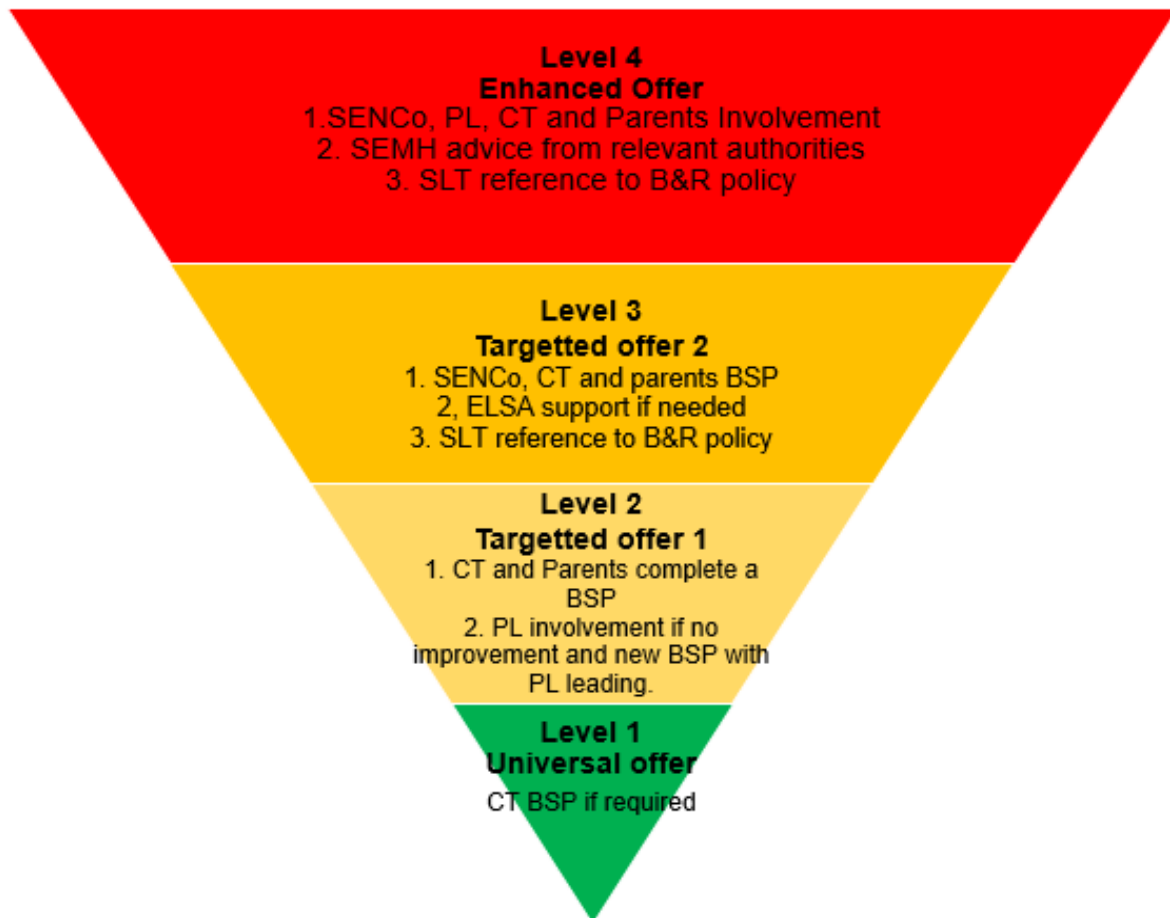 Level 4
Enhanced Offer
1.SENCo, PL, CT and Parents Involvement
2. SEMH advice from relevant authorities
3. SLT reference to B&R policy
Level 3
Targetted offer 2
1. SENCo, CT and parents BSP
2, ELSA support if needed
3. SLT reference to B&R policy
Level 2
Targetted offer 1
1. CT and Parents complete a
BSP
2. PL involvement if no
improvement and new BSP with
PL leading.
Level 1
Universal offer
CT BSP if required